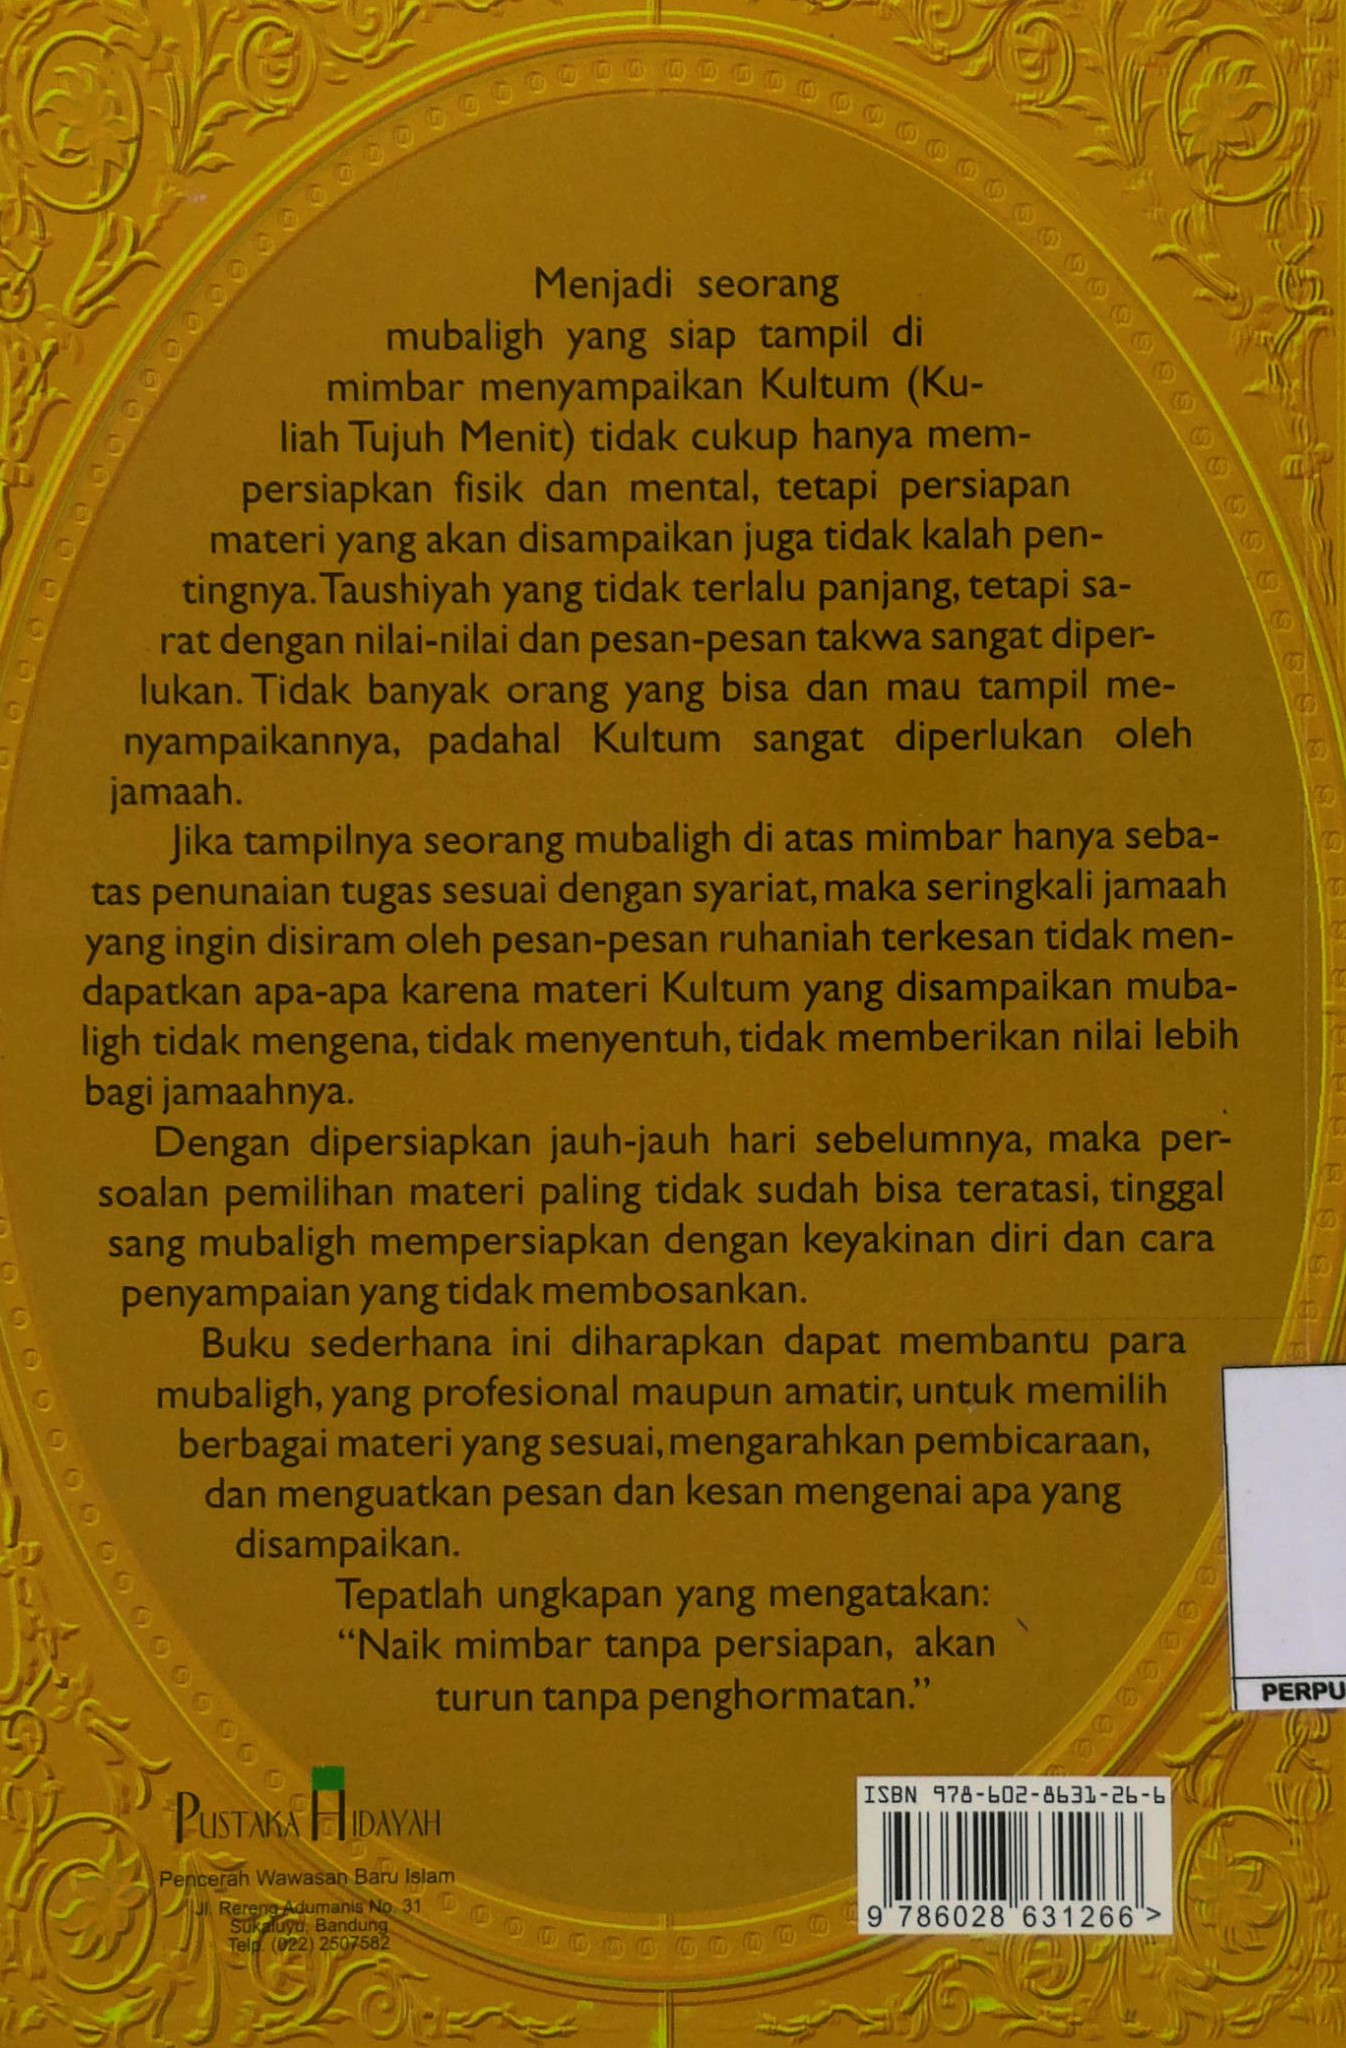 Menjadi seorang
mubaligh yang siap tampil di
mimbar menyampaikan Kultum (Ku-
liah Tujuh Menit) tidak cukup hanya mem-
persiapkan fisik dan mental, tetapi persiapan
materi yang akan disampaikan juga tidak kalah pen-
tingnya. Taushiyah yang tidak terlalu panjang, tetapi sa-
rat dengan nilai-nilai dan pesan-pesan takwa sangat diper-
lukan. Tidak banyak orang yang bisa dan mau tampil me-
nyampaikannya, padahal Kultum sangat diperlukan oleh
jamaah.
Jika tampilnya seorang mubaligh di atas mimbar hanya seba-
tas penunaian tugas sesuai dengan syariat, maka seringkali jamaah
yang ingin disiram oleh pesan-pesan ruhaniah terkesan tidak men-
dapatkan apa-apa karena materi Kultum yang disampaikan muba-
ligh tidak mengena, tidak menyentuh, tidak memberikan nilai lebih
bagi jamaahnya.
Dengan dipersiapkan jauh-jauh hari sebelumnya, maka per-
soalan pemilihan materi paling tidak sudah bisa teratasi, tinggal
sang mubaligh mempersiapkan dengan keyakinan diri dan cara
penyampaian yang tidak membosankan.
Buku sederhana ini diharapkan dapat membantu para
mubaligh, yang profesional maupun amatir, untuk memilih
berbagai materi yang sesuai, mengarahkan pembicaraan,
dan menguatkan pesan dan kesan mengenai apa yang
disampaikan.
Tepatlah ungkapan yang mengatakan:
“Naik mimbar tanpa persiapan, akan
turun tanpa penghormatan.”
PERPU
PUSTAKA HIDAYAH
Pencerah Wawasan Baru Islam
Jl. Rereng Adumanis No. 31
Sukaluyu, Bandung
Telp. (022) 2507582
ISBN 978-602-8631-26-6
9 786028 631266 >